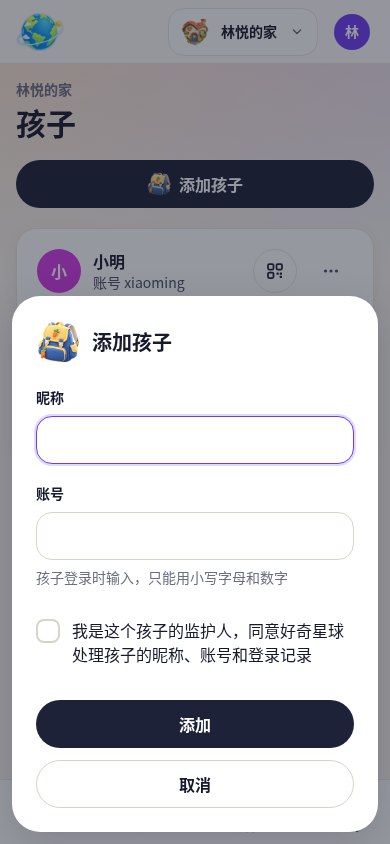 林悦的家
林
林悦的家
孩子
添加孩子
小
小明
账号 xiaoming
添加孩子
昵称
账号
孩子登录时输入，只能用小写字母和数字
我是这个孩子的监护人，同意好奇星球
处理孩子的昵称、账号和登录记录
添加
取消